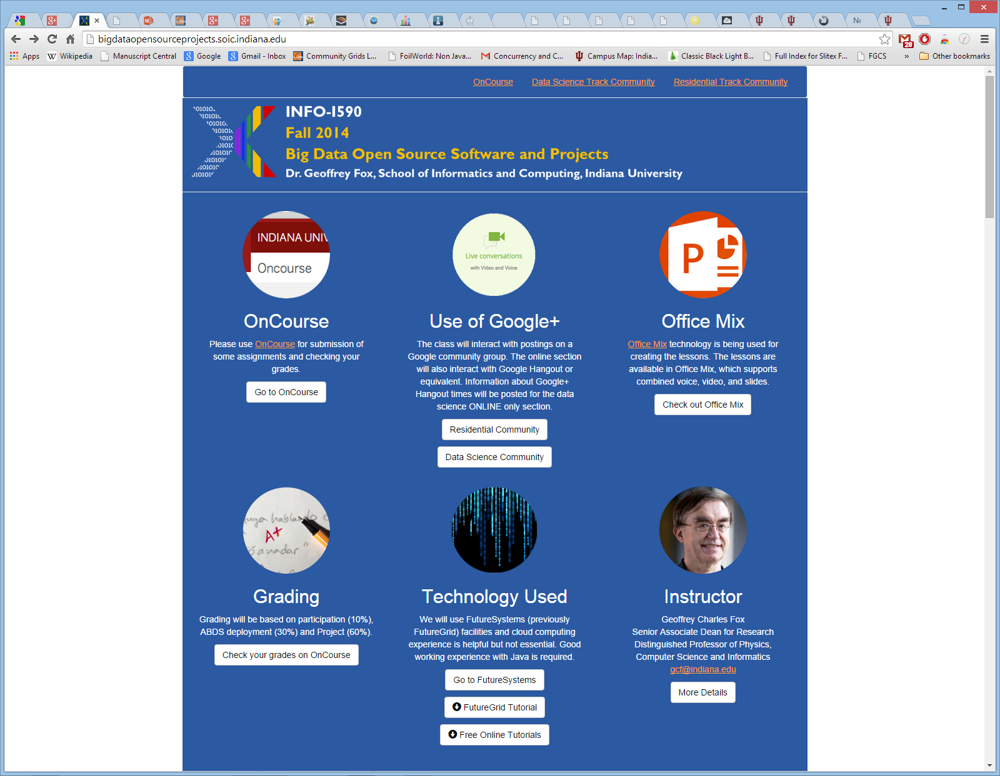 Ne
bigdataopensourceprojects.soic.indiana.edu
28
Apps
Wikipedia
Manuscript Central
Google
Gmail - Inbox
Community Grids L...
FoilWorld: Non Java...
Concurrency and C...
Campus Map: India...
Classic Black Light B...
Full Index for Slitex F...
FGCS
»
Other bookmarks
OnCourse
Data Science Track Community
Residential Track Community
INFO-I590
Fall 2014
Big Data Open Source Software and Projects
Dr. Geoffrey Fox, School of Informatics and Computing, Indiana University
INDIANA UNIV
Oncourse
Live conversations
with Video and Voice
P
OnCourse
Please use OnCourse for submission of
some assignments and checking your
grades.
Go to OnCourse
Use of Google+
The class will interact with postings on a
Google community group. The online section
will also interact with Google Hangout or
equivalent. Information about Google+
Hangout times will be posted for the data
science ONLINE only section.
Residential Community
Data Science Community
Office Mix
Office Mix technology is being used for
creating the lessons. The lessons are
available in Office Mix, which supports
combined voice, video, and slides.
Check out Office Mix
hablando
A+
anadar"
Grading
Grading will be based on participation (10%),
ABDS deployment (30%) and Project (60%).
Check your grades on OnCourse
Technology Used
We will use FutureSystems (previously
FutureGrid) facilities and cloud computing
experience is helpful but not essential. Good
working experience with Java is required.
Go to FutureSystems
FutureGrid Tutorial
Free Online Tutorials
Instructor
Geoffrey Charles Fox
Senior Associate Dean for Research
Distinguished Professor of Physics,
Computer Science and Informatics
gcf@indiana.edu
More Details